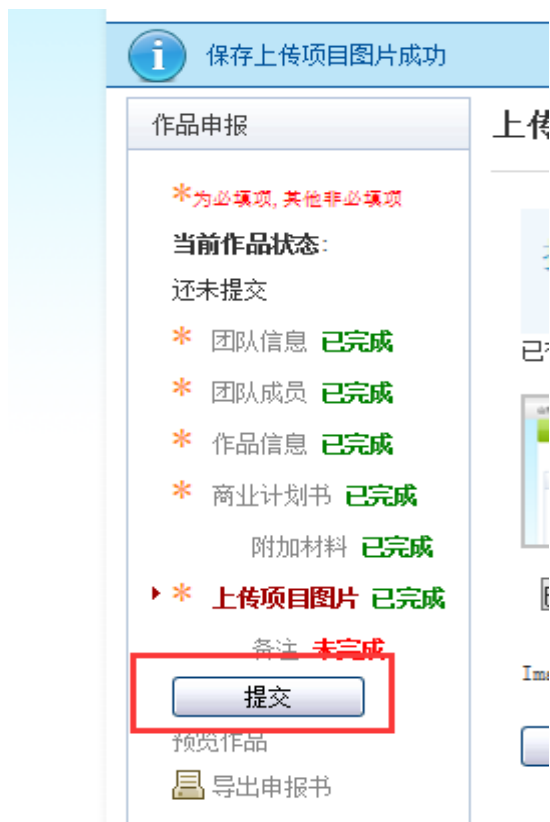 保存上传项目图片成功
作品申报
上传
*为必填项, 其他非必填项
当前作品状态:
还未提交
* 团队信息 已完成
* 团队成员 已完成
* 作品信息 已完成
* 商业计划书 已完成
附加材料 已完成
* 上传项目图片 已完成
备注 未完成
提交
预览作品
导出申报书